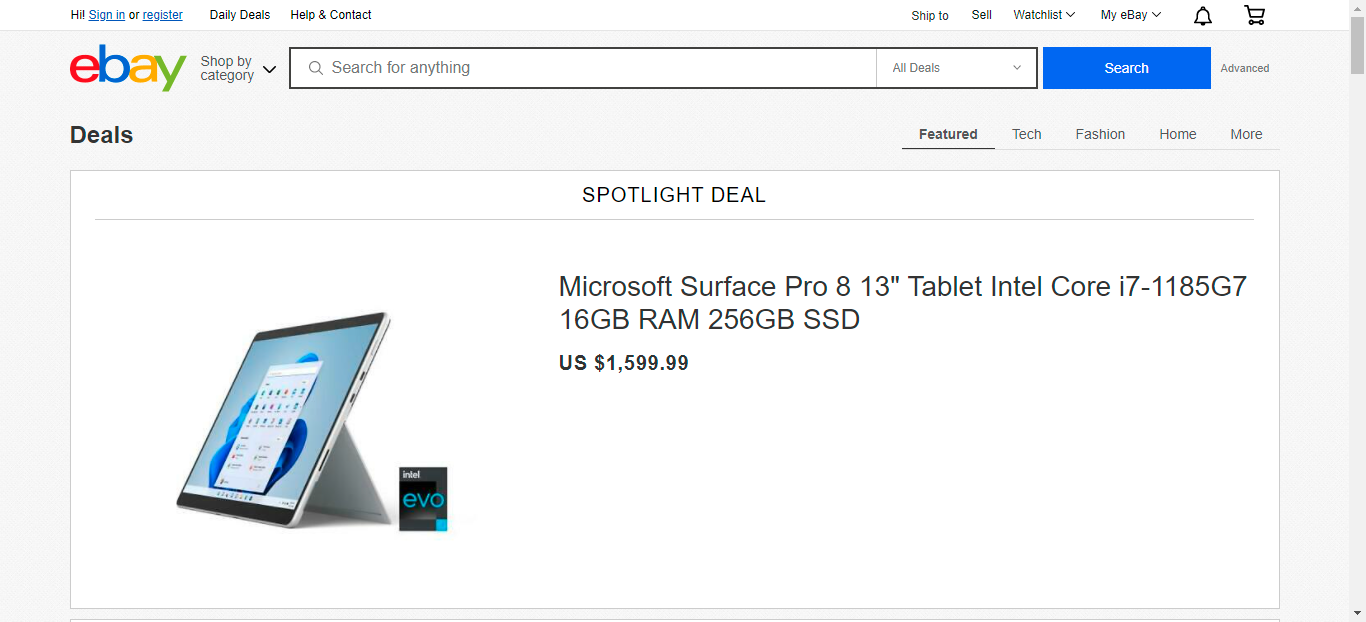 Hi! Sign in or register Daily Deals Help & Contact Ship to Sell Watchlist My eBay
ebay Shop by category Search for anything All Deals Search Advanced
Deals Featured Tech Fashion Home More
SPOTLIGHT DEAL
Microsoft Surface Pro 8 13" Tablet Intel Core i7-1185G7
16GB RAM 256GB SSD
US $1,599.99
intel
evo